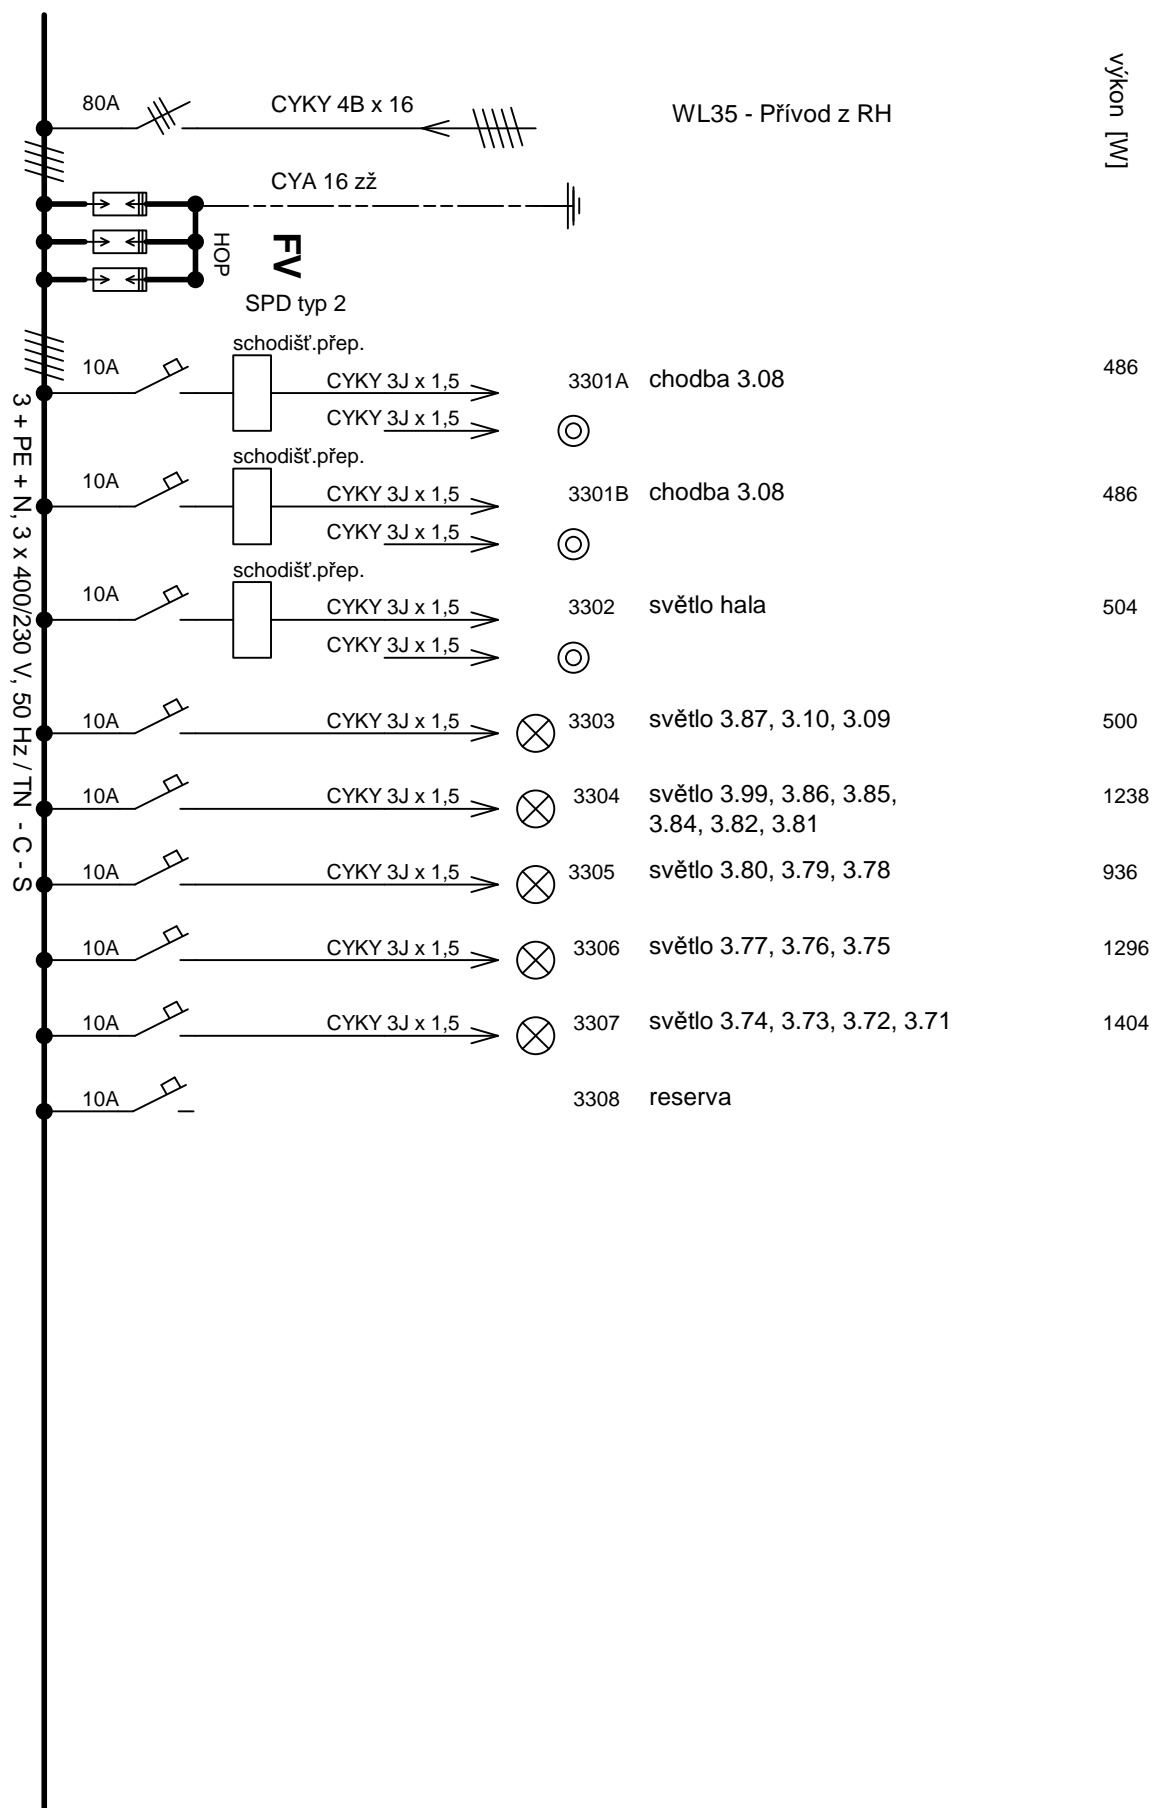 výkon [W]
80A
CYKY 4B x 16
WL35 - Přívod z RH
CYA 16 zž
HOP
FV
SPD typ 2
3 + PE + N, 3 x 400/230 V, 50 Hz / TN - C - S
schodišť.přep.
10A
CYKY 3J x 1,5
3301A
chodba 3.08
486
CYKY 3J x 1,5
schodišť.přep.
10A
CYKY 3J x 1,5
3301B
chodba 3.08
486
CYKY 3J x 1,5
schodišť.přep.
10A
CYKY 3J x 1,5
3302
světlo hala
504
CYKY 3J x 1,5
10A
CYKY 3J x 1,5
3303
světlo 3.87, 3.10, 3.09
500
10A
CYKY 3J x 1,5
3304
světlo 3.99, 3.86, 3.85,
3.84, 3.82, 3.81
1238
10A
CYKY 3J x 1,5
3305
světlo 3.80, 3.79, 3.78
936
10A
CYKY 3J x 1,5
3306
světlo 3.77, 3.76, 3.75
1296
10A
CYKY 3J x 1,5
3307
světlo 3.74, 3.73, 3.72, 3.71
1404
10A
3308
reserva